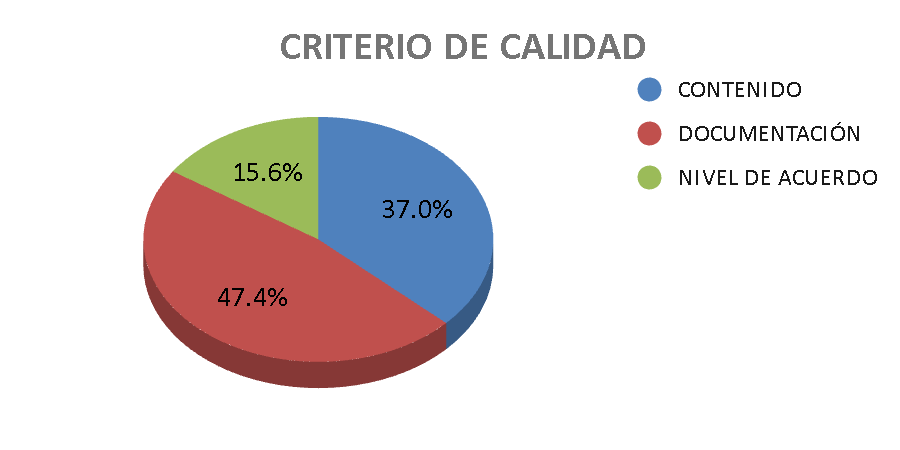 CRITERIO DE CALIDAD
CONTENIDO
DOCUMENTACIÓN
NIVEL DE ACUERDO
15.6%
37.0%
47.4%